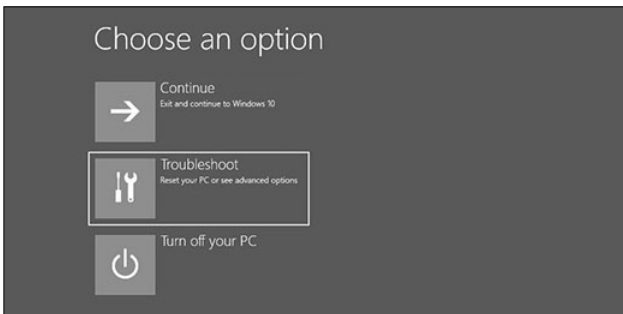 Choose an option
Continue
Exit and continue to Windows 10
Troubleshoot
Reset your PC or see advanced options
Turn off your PC